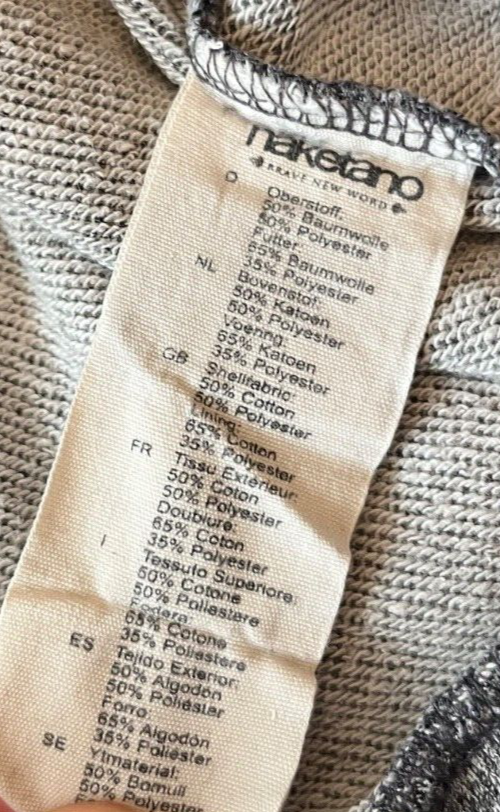 naketano
BRAVE NEW WORD
D Oberstoff:
50% Baumwolle
50% Polyester
Futter:
65% Baumwolle
35% Polyester
NL Bovenstof:
50% Katoen
50% Polyester
Voering:
65% Katoen
35% Polyester
GB Shellfabric:
50% Cotton
50% Polyester
Lining:
65% Cotton
35% Polyester
FR Tissu Extérieur:
50% Coton
50% Polyester
Doublure:
65% Coton
35% Polyester
I Tessuto Superiore:
50% Cotone
50% Poliestere
Fodera:
65% Cotone
35% Poliestere
ES Tejido Exterior:
50% Algodón
50% Poliéster
Forro:
65% Algodón
35% Poliéster
SE Ytmaterial:
50% Bomull
50% Polyester